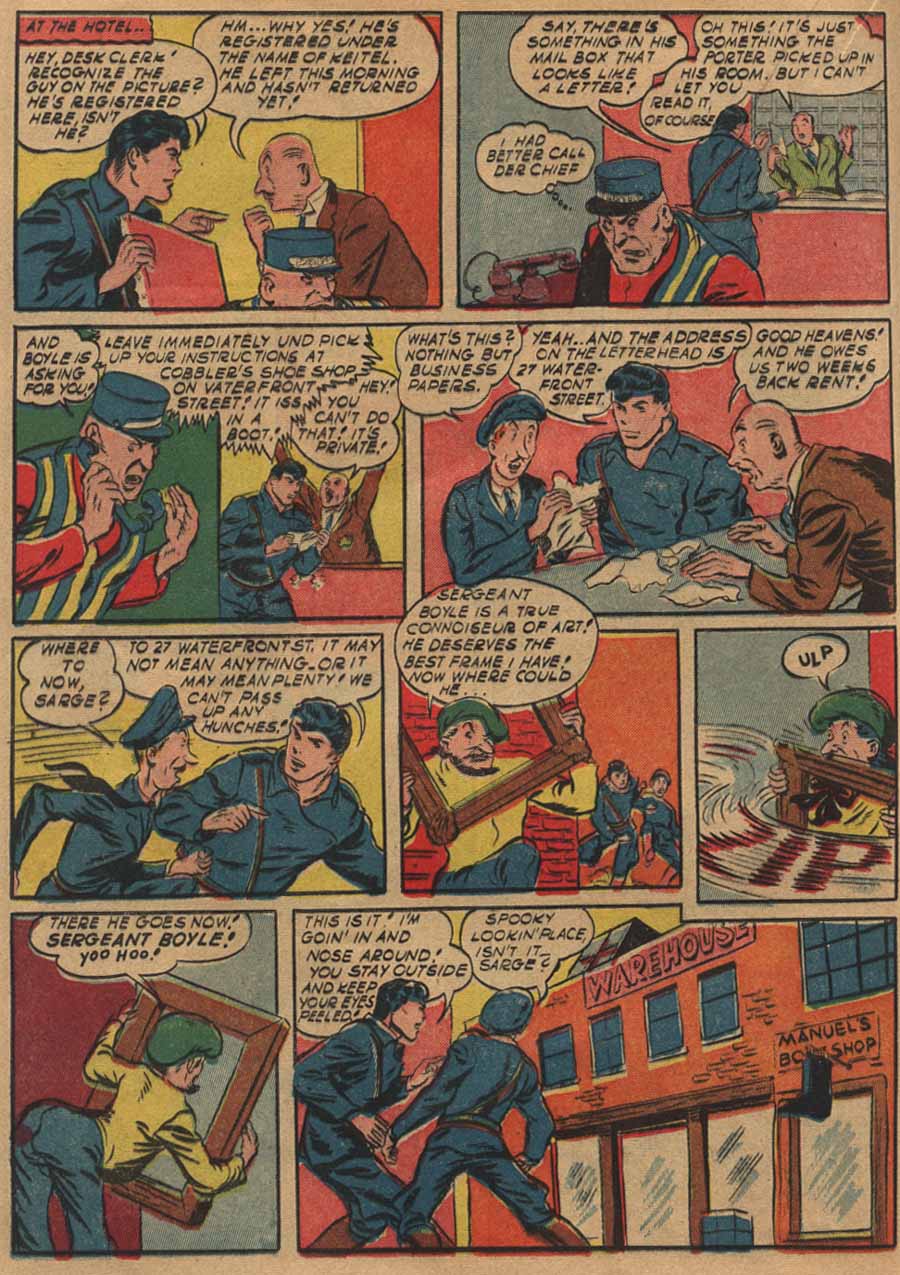 AT THE HOTEL..
HEY, DESK CLERK!
RECOGNIZE THE
GUY ON THE PICTURE?
HE'S REGISTERED
HERE, ISN'T
HE?
HM...WHY YES! HE'S
REGISTERED UNDER
THE NAME OF KEITEL.
HE LEFT THIS MORNING
AND HASN'T RETURNED
YET!
SAY, THERE'S
SOMETHING IN HIS
MAIL BOX THAT
LOOKS LIKE
A LETTER!
OH THIS! IT'S JUST
SOMETHING THE
PORTER PICKED UP IN
HIS ROOM. BUT I CAN'T
LET YOU
READ IT,
OF COURSE
I HAD
BETTER CALL
DER CHIEF
AND
BOYLE IS
ASKING
FOR YOU!
LEAVE IMMEDIATELY UND PICK
UP YOUR INSTRUCTIONS AT
COBBLER'S SHOE SHOP
ON VATERFRONT
STREET! IT ISS
IN A
BOOT!
HEY!
YOU
CAN'T DO
THAT! IT'S
PRIVATE!
WHAT'S THIS?
NOTHING BUT
BUSINESS
PAPERS.
YEAH..AND THE ADDRESS
ON THE LETTERHEAD IS
27 WATER-
FRONT
STREET.
GOOD HEAVENS!
AND HE OWES
US TWO WEEKS
BACK RENT!
WHERE
TO
NOW,
SARGE?
TO 27 WATERFRONT ST. IT MAY
NOT MEAN ANYTHING-OR IT
MAY MEAN PLENTY! WE
CAN'T PASS
UP ANY
HUNCHES!
SERGEANT
BOYLE IS A TRUE
CONNOISEUR OF ART!
HE DESERVES THE
BEST FRAME I HAVE!
NOW WHERE COULD
HE...
ULP
ZIP
THERE HE GOES NOW!
SERGEANT BOYLE!
YOO HOO!
THIS IS IT! I'M
GOIN' IN AND
NOSE AROUND!
YOU STAY OUTSIDE
AND KEEP
YOUR EYES
PEELED!
SPOOKY
LOOKIN' PLACE,
ISN'T IT
SARGE?
WAREHOUSE
MANUEL'S
SHOP